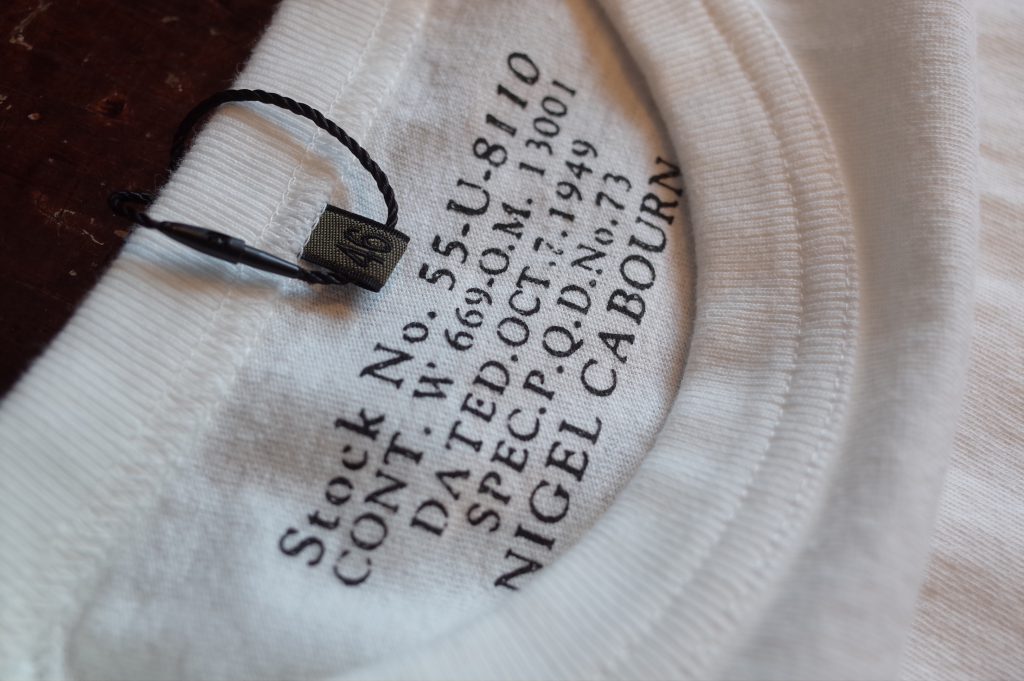 Stock No. 55-U-8110
CONT. W 669-O.M. 13001
DATED.OCT.7.1949
SPEC.P.Q.D.No.73
NIGEL CABOURN
46